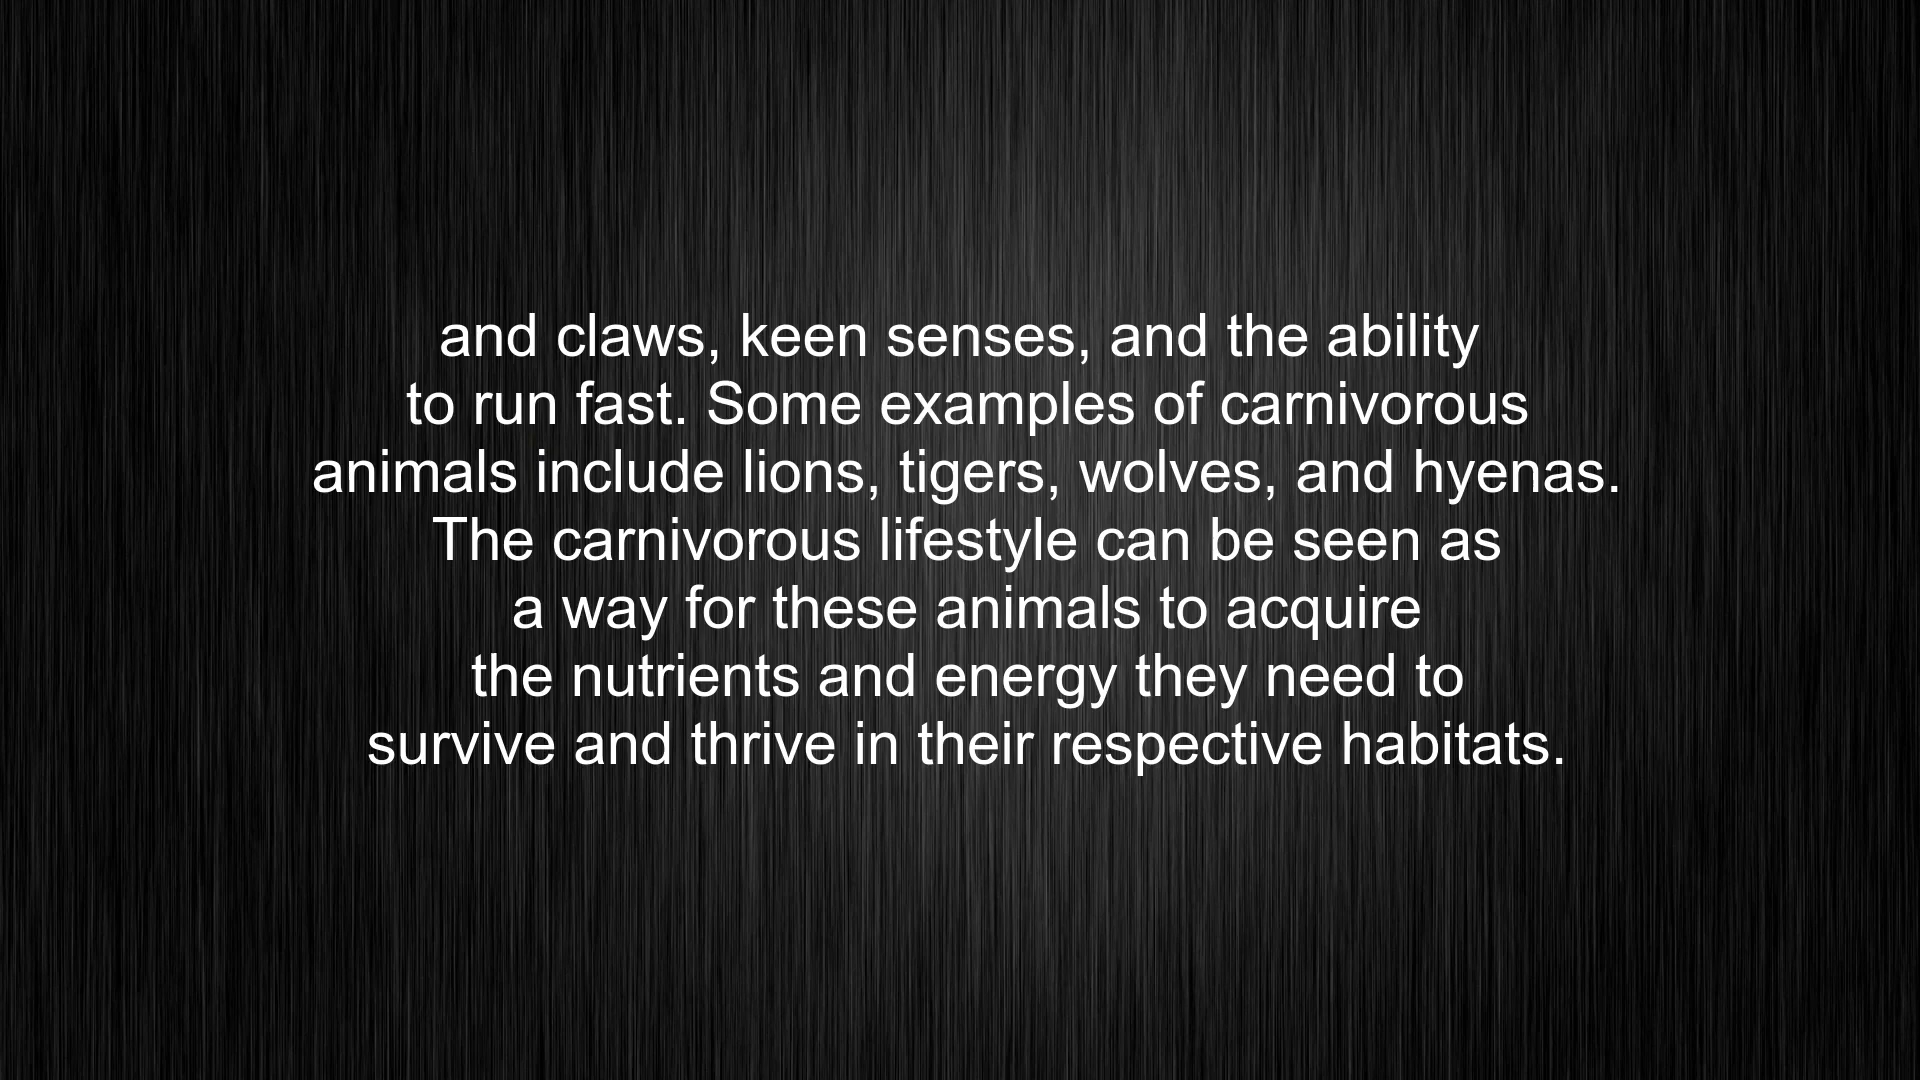 and claws, keen senses, and the ability
to run fast. Some examples of carnivorous
animals include lions, tigers, wolves, and hyenas.
The carnivorous lifestyle can be seen as
a way for these animals to acquire
the nutrients and energy they need to
survive and thrive in their respective habitats.